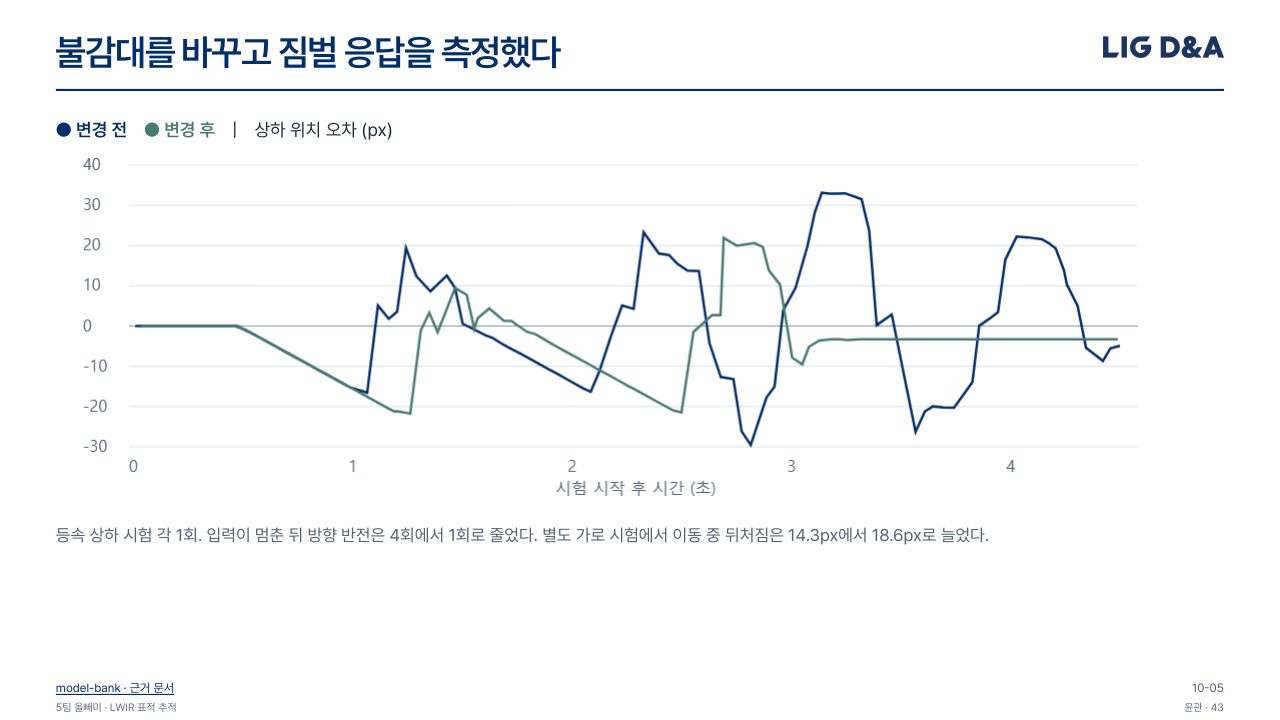 불감대를 바꾸고 짐벌 응답을 측정했다
LIG D&A
변경 전 변경 후 | 상하 위치 오차 (px)
40
30
20
10
0
-10
-20
-30
0 1 2 3 4
시험 시작 후 시간 (초)
등속 상하 시험 각 1회. 입력이 멈춘 뒤 방향 반전은 4회에서 1회로 줄었다. 별도 가로 시험에서 이동 중 뒤처짐은 14.3px에서 18.6px로 늘었다.
model-bank · 근거 문서
10-05
5팀 올빼미 · LWIR 표적 추적
윤관 · 43